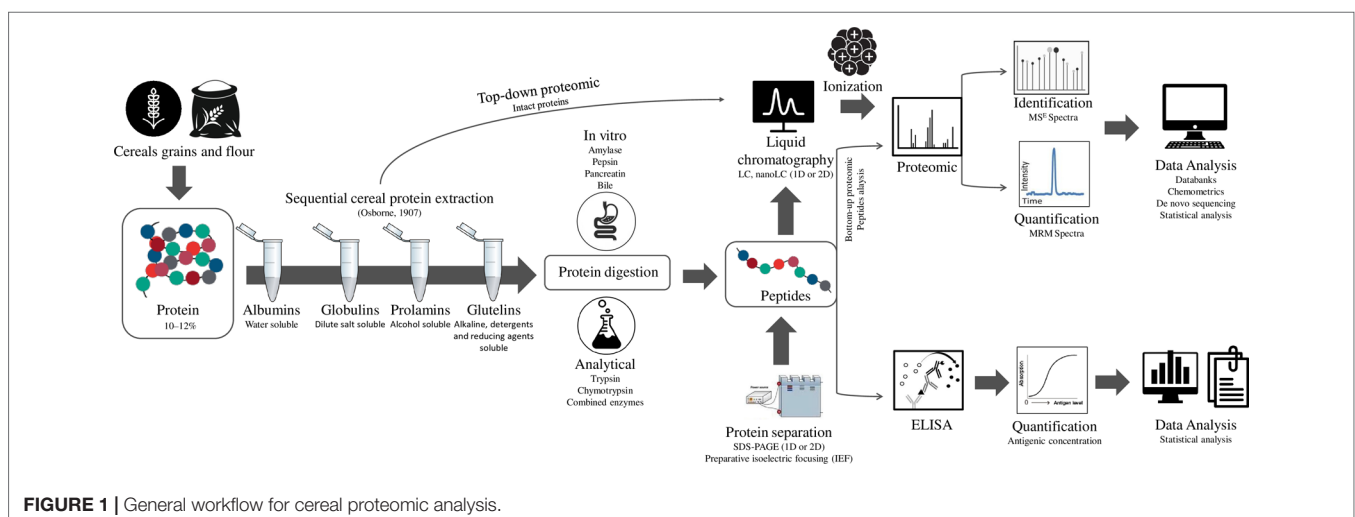 Cereals grains and flour
Protein
10–12%
Top-down proteomic
Intact proteins
Sequential cereal protein extraction
(Osborne, 1907)
Albumins
Water soluble
Globulins
Dilute salt soluble
Prolamins
Alcohol soluble
Glutelins
Alkaline, detergents
and reducing agents
soluble
In vitro
Amylase
Pepsin
Pancreatin
Bile
Protein digestion
Analytical
Trypsin
Chymotrypsin
Combined enzymes
Liquid
chromatography
LC, nanoLC (1D or 2D)
Peptides
Protein separation
SDS-PAGE (1D or 2D)
Preparative isoelectric focusing (IEF)
Bottom-up proteomic
Peptides alaysis
Ionization
Proteomic
Identification
MSᴱ Spectra
Intensity
Time
Quantification
MRM Spectra
Data Analysis
Databanks
Chemometrics
De novo sequencing
Statistical analysis
ELISA
Absorption
0
Antigen level
Quantification
Antigenic concentration
Data Analysis
Statistical analysis
FIGURE 1 | General workflow for cereal proteomic analysis.